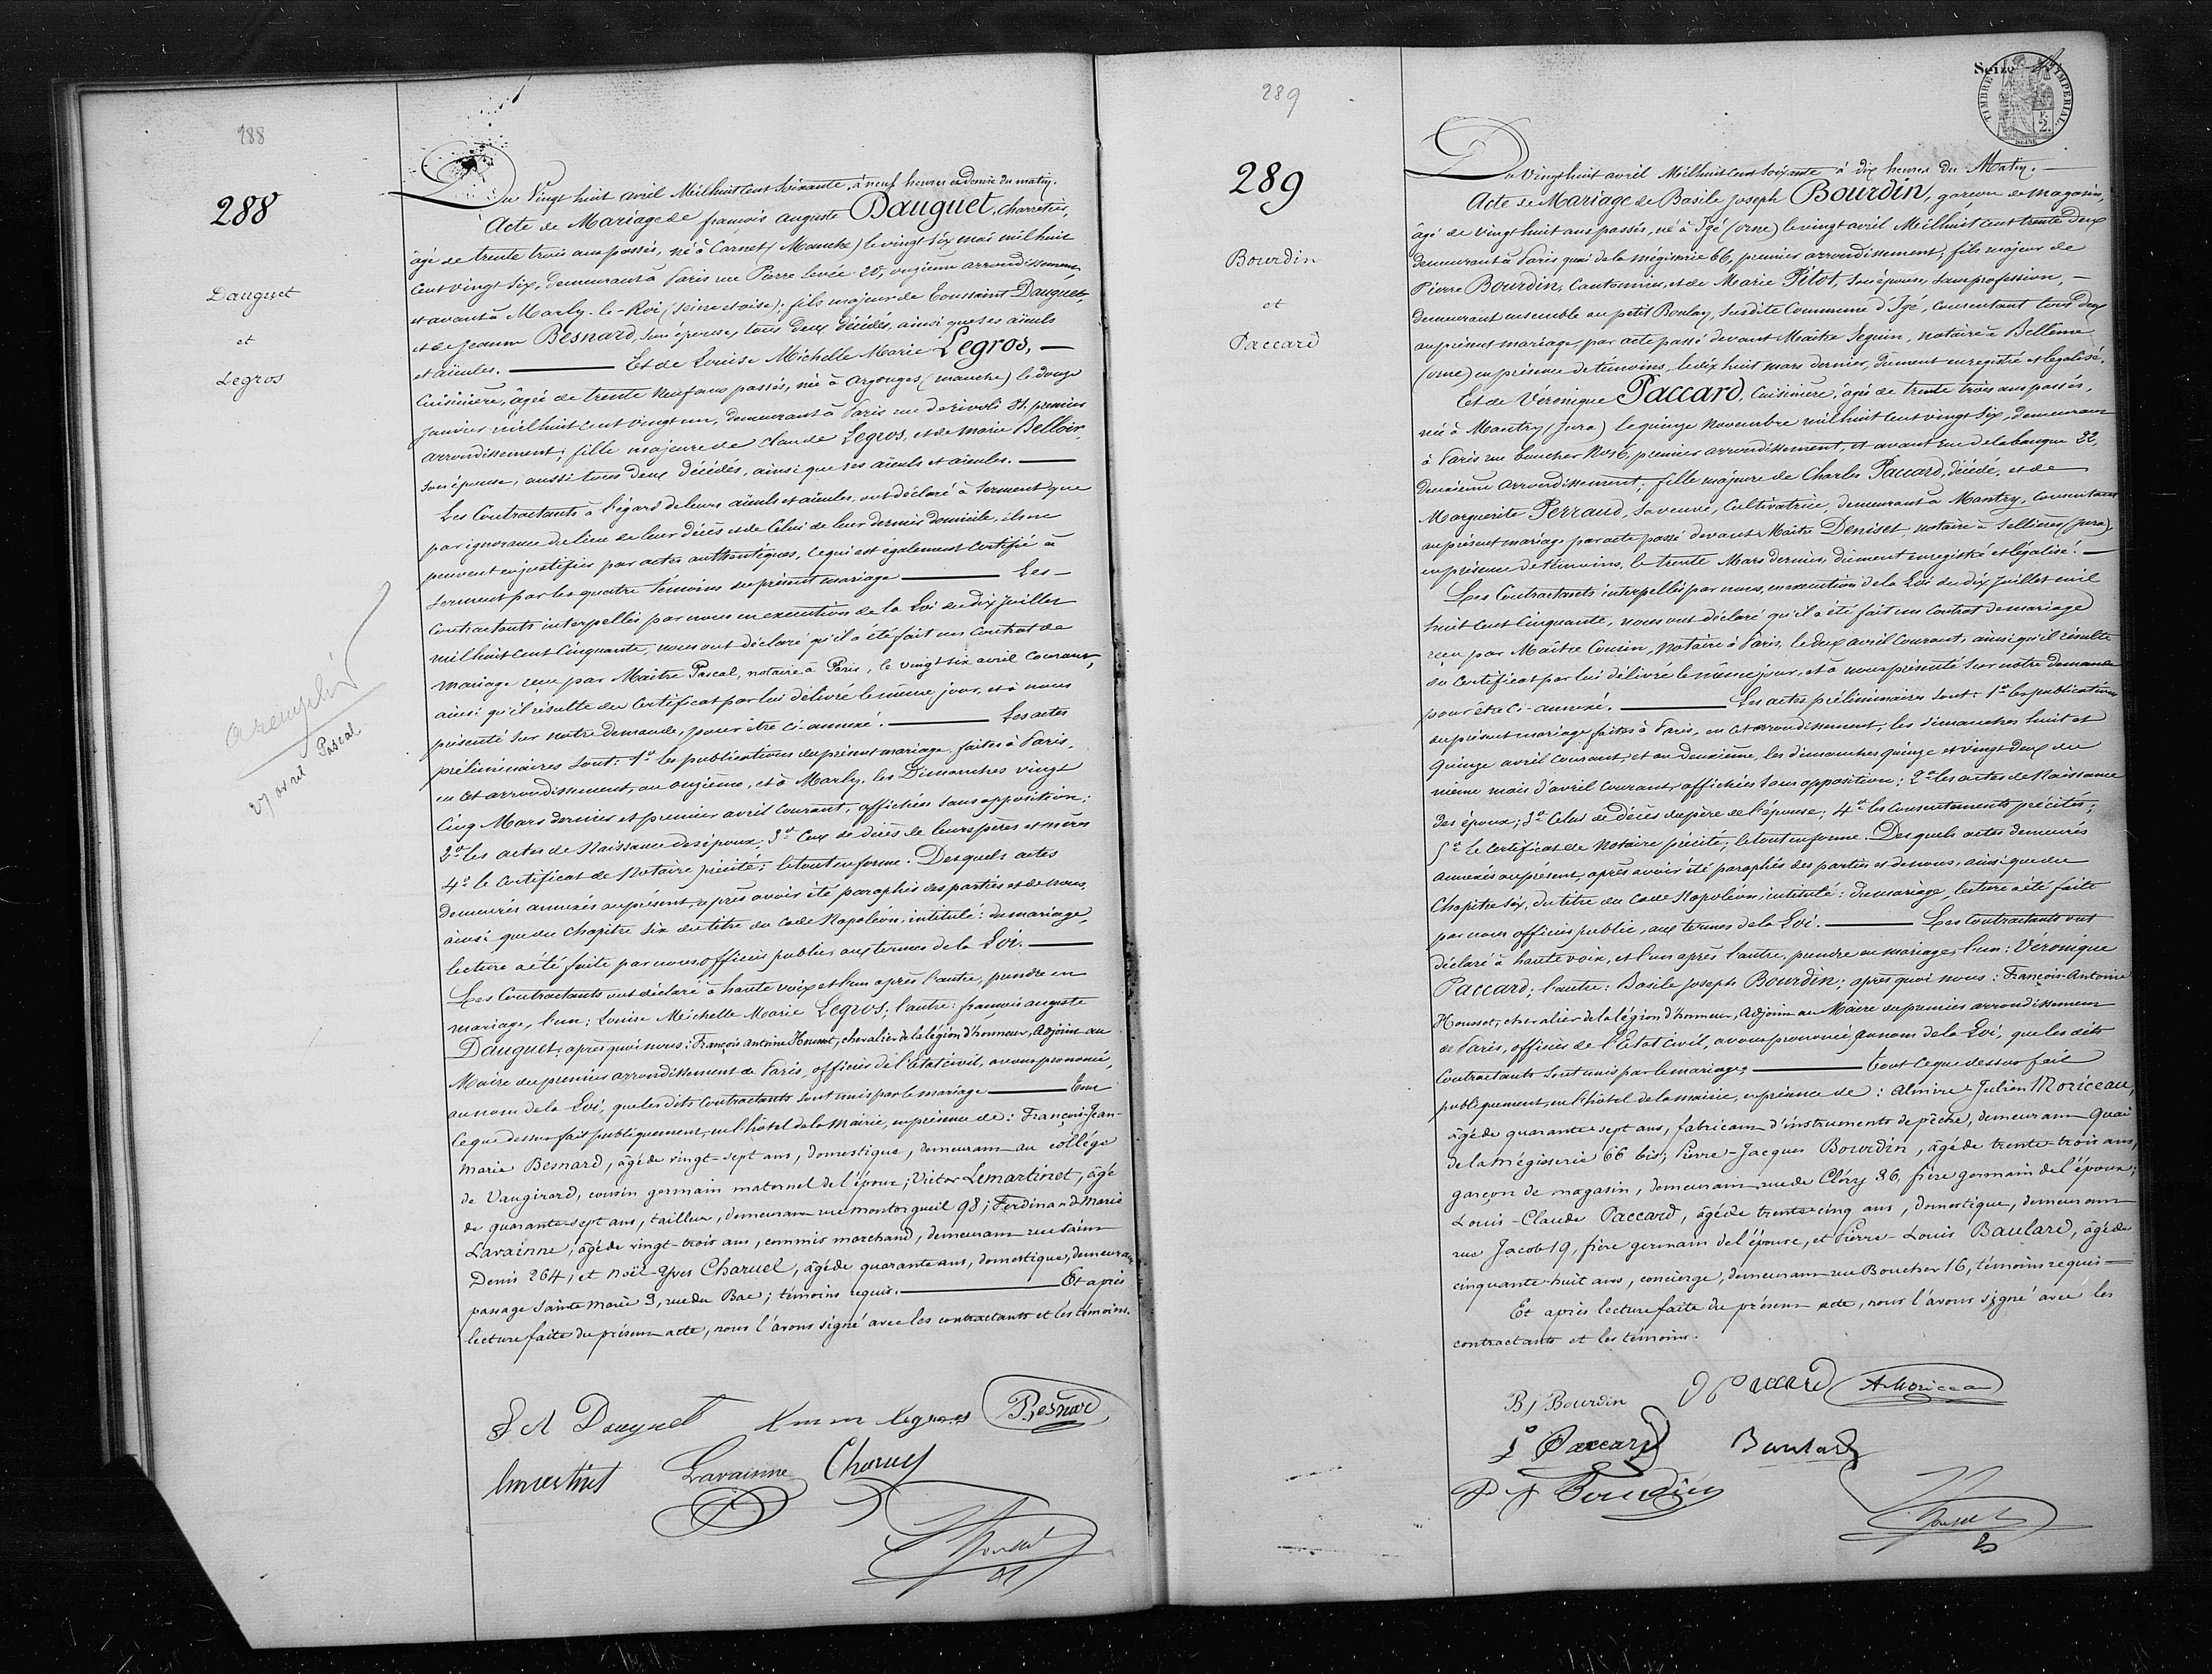 288
288
Dauguet
et
Legros
a remplir
27 avril Pascal
Du Vingt huit avril Mil huit cent Soixante, à neuf heures et demie du matin.
Acte de Mariage de françois auguste Dauguet, charretier,
âgé de trente trois ans passés, né à Carnet (Manche) le vingt six mai mil huit
cent vingt six, demeurant à Paris rue Pierre levée 20, onzième arrondissement
et avant à Marly-le-Roi (seine et oise); fils majeur de Toussaint Dauguet,
et de Jeanne Besnard, son épouse, tous deux décédés, ainsi que ses aïeuls
et aïeules. Et de Louise Michelle Marie Legros,
Cuisinière, âgée de trente neuf ans passés, née à argouges (manche) le douze
janvier mil huit cent vingt un, demeurant à Paris rue de rivoli premier
arrondissement; fille majeure de claude Legros, et de marie Belloir,
son épouse, aussi tous deux décédés, ainsi que ses aïeuls et aïeules.
Les Contractants à l'égard de leurs aïeuls et aïeules, ont déclaré à serment que
par ignorance du lieu de leur décès et de celui de leur dernier domicile, ils ne
peuvent en justifier par actes authentiques, ce qui est également certifié à
serment par les quatre témoins du présent mariage Les
contractants interpellés par nous en exécution de la Loi du dix juillet
mil huit cent cinquante, nous ont déclaré qu'il a été fait un contrat de
mariage reçu par Maître Pascal, notaire à Paris, le vingt six avril courant,
ainsi qu'il résulte du certificat par lui délivré le même jour, et à nous
présenté sur notre demande, pour être ci-annexé. Les actes
préliminaires sont: 1° les publications du présent mariage faites à Paris,
en cet arrondissement, au onzième, et à Marly, les Dimanches vingt
cinq Mars dernier et premier avril courant, affichées sans opposition;
2° les actes de Naissance des époux; 3° Ceux de décès de leurs pères et mères
4° le certificat de Notaire précité; le tout en forme. Desquels actes
demeurés annexés au présent, après avoir été paraphés des parties et de nous,
ainsi que du chapitre six du titre du code Napoléon, intitulé: du mariage,
lecture a été faite par nous officier public, aux termes de la Loi.
Les Contractants ont déclaré à haute voix et l'un après l'autre, prendre en
mariage, l'un: Louise Michelle Marie Legros; l'autre: françois auguste
Dauguet; après quoi nous: François Antoine Housset, chevalier de la légion d'honneur, Adjoint au
Maire du premier arrondissement de Paris, officier de l'Etat civil, avons prononcé,
au nom de la Loi, que les dits contractants sont unis par le mariage Tout
ce que dessus fait publiquement, en l'hôtel de la Mairie, en présence de: François-Jean-
Marie Besnard, âgé de vingt-sept ans, domestique, demeurant au collège
de Vaugirard, cousin germain maternel de l'époux; Victor Lemartinet, âgé
de quarante-sept ans, tailleur, demeurant rue montorgueil 98; Ferdinand-Marie
Lavainne, âgé de vingt-trois ans, commis marchand, demeurant rue saint
Denis 264; et Noël-Yves Charuel, âgé de quarante ans, domestique, demeurant
passage Sainte Marie 9, rue du Bac; témoins requis. Et après
lecture faite du présent acte, nous l'avons signé avec les contractants et les témoins.
F A Dauguet L m m Legros Besnard
Lemartinet Lavainne Charuel
Housset
289
289
Bourdin
et
Paccard
Seize
TIMBRE IMPERIAL
F.
2.
SEINE
Du Vingt huit avril Mil huit cent soixante à dix heures du Matin.
Acte de Mariage de Basile Joseph Bourdin, garçon de magasin,
âgé de vingt huit ans passés, né à Igé (orne) le vingt avril Mil huit cent trente deux
demeurant à Paris quai de la mégisserie 66, premier arrondissement; fils majeur de
Pierre Bourdin, Cantonnier, et de Marie Pitot, son épouse, sans profession,
demeurant ensemble au petit Boulay, susdite Commune d'Igé, consentant tous deux
au présent mariage par acte passé devant Maître Seguin, notaire à Bellême
(orne) en présence de témoins, le dix huit mars dernier, dûment enregistré et légalisé.
Et de Véronique Paccard, Cuisinière, âgée de trente trois ans passés,
née à Mantry (Jura) le quinze Novembre mil huit cent vingt six, demeurant
à Paris rue boucher No 16, premier arrondissement, et avant rue de la banque 22,
deuxième arrondissement; fille majeure de Charles Paccard, décédé, et de
Marguerite Perraud, sa veuve, Cultivatrice, demeurant à Mantry, consentant
au présent mariage par acte passé devant Maître Deniset, notaire à Sellières (jura),
en présence de témoins, le trente Mars dernier, dûment enregistré et légalisé.
Les Contractants interpellés par nous, en exécution de la Loi du dix Juillet mil
huit cent cinquante, nous ont déclaré qu'il a été fait un contrat de mariage
reçu par Maître Cousin, Notaire à Paris, le deux avril courant, ainsi qu'il résulte
du certificat par lui délivré le même jour, et à nous présenté sur notre demande
pour être ci-annexé. Les actes préliminaires sont: 1° les publications
du présent mariage faites à Paris, en cet arrondissement, les dimanches huit et
quinze avril courant, et au deuxième, les dimanches quinze et vingt deux du
même mois d'avril courant, affichées sans opposition; 2° les actes de Naissance
des époux; 3° Celui de décès du père de l'épouse; 4° les consentements précités;
5° le certificat de Notaire précité; le tout en forme. Desquels actes demeurés
annexés au présent, après avoir été paraphés des parties et de nous, ainsi que du
chapitre six, du titre du Code Napoléon, intitulé: du mariage, lecture a été faite
par nous officier public, aux termes de la Loi. Les Contractants ont
déclaré à haute voix, et l'un après l'autre, prendre en mariage, l'un: Véronique
Paccard; l'autre: Basile Joseph Bourdin; après quoi nous: François-Antoine
Housset, chevalier de la légion d'honneur, Adjoint au Maire du premier arrondissement
de Paris, officier de l'Etat civil, avons prononcé au nom de la Loi, que les dits
contractants sont unis par le mariage; tout ce que dessus fait
publiquement, en l'hôtel de la mairie, en présence de: Almire Julien Moriceau,
âgé de quarante-sept ans, fabricant d'instruments de pêche, demeurant Quai
de la Mégisserie 66 bis; Pierre-Jacques Bourdin, âgé de trente-trois ans,
garçon de magasin, demeurant rue de Cléry 86, frère germain de l'époux;
Louis-Claude Paccard, âgé de trente-cinq ans, domestique, demeurant
rue Jacob 19, frère germain de l'épouse, et Pierre-Louis Baulard, âgé de
cinquante-huit ans, concierge, demeurant rue Boucher 16, témoins requis
Et après lecture faite du présent acte, nous l'avons signé avec les
contractants et les témoins.
B J Bourdin V Paccard A Moriceau
L Paccard Baulard
P J Bourdin
Housset